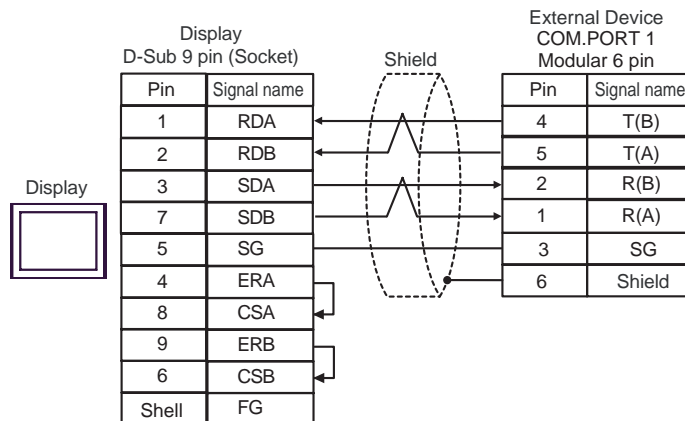 External Device
COM.PORT 1
Modular 6 pin
Display
D-Sub 9 pin (Socket)
Shield
Pin Signal name Pin Signal name
1 RDA 4 T(B)
2 RDB 5 T(A)
3 SDA 2 R(B)
Display
7 SDB 1 R(A)
5 SG 3 SG
4 ERA 6 Shield
8 CSA
9 ERB
6 CSB
Shell FG